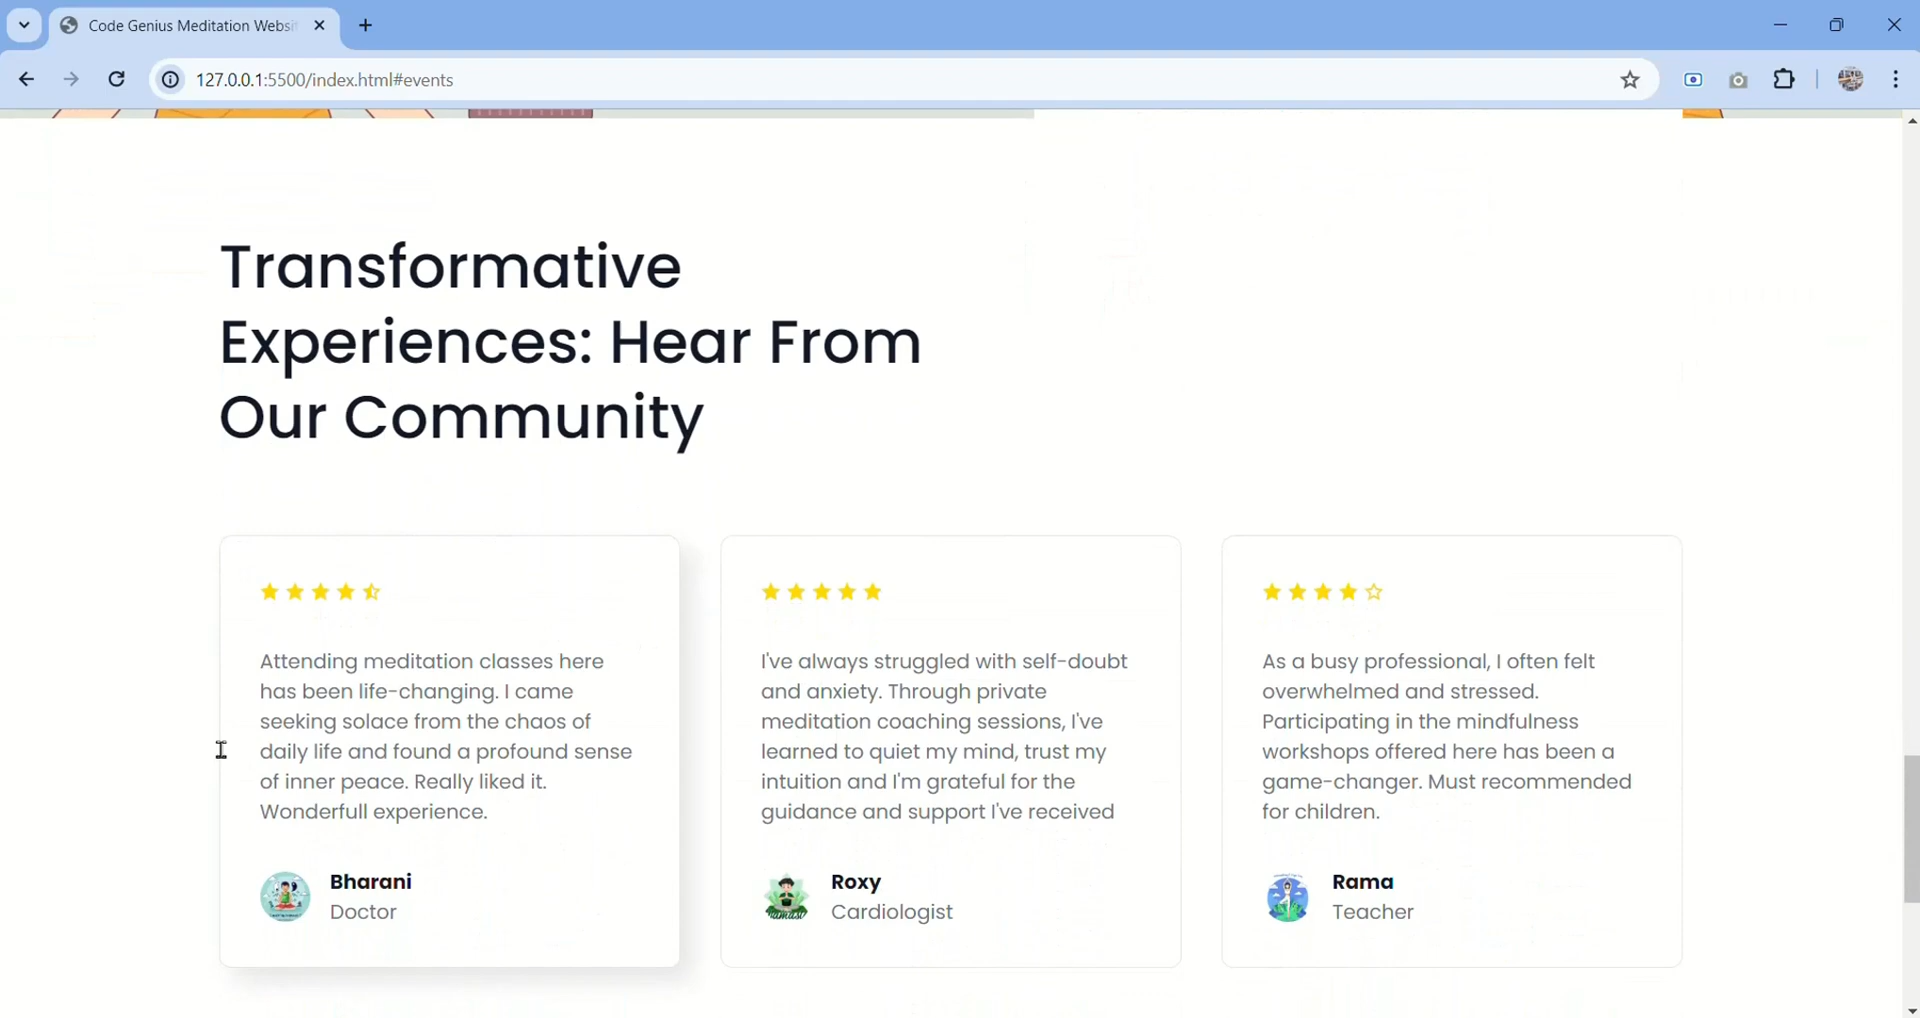 Code Genius Meditation Websi
127.0.0.1:5500/index.html#events
Transformative
Experiences: Hear From
Our Community
Attending meditation classes here
has been life-changing. I came
seeking solace from the chaos of
daily life and found a profound sense
of inner peace. Really liked it.
Wonderfull experience.
Bharani
Doctor
I've always struggled with self-doubt
and anxiety. Through private
meditation coaching sessions, I've
learned to quiet my mind, trust my
intuition and I'm grateful for the
guidance and support I've received
Roxy
Cardiologist
As a busy professional, I often felt
overwhelmed and stressed.
Participating in the mindfulness
workshops offered here has been a
game-changer. Must recommended
for children.
Rama
Teacher